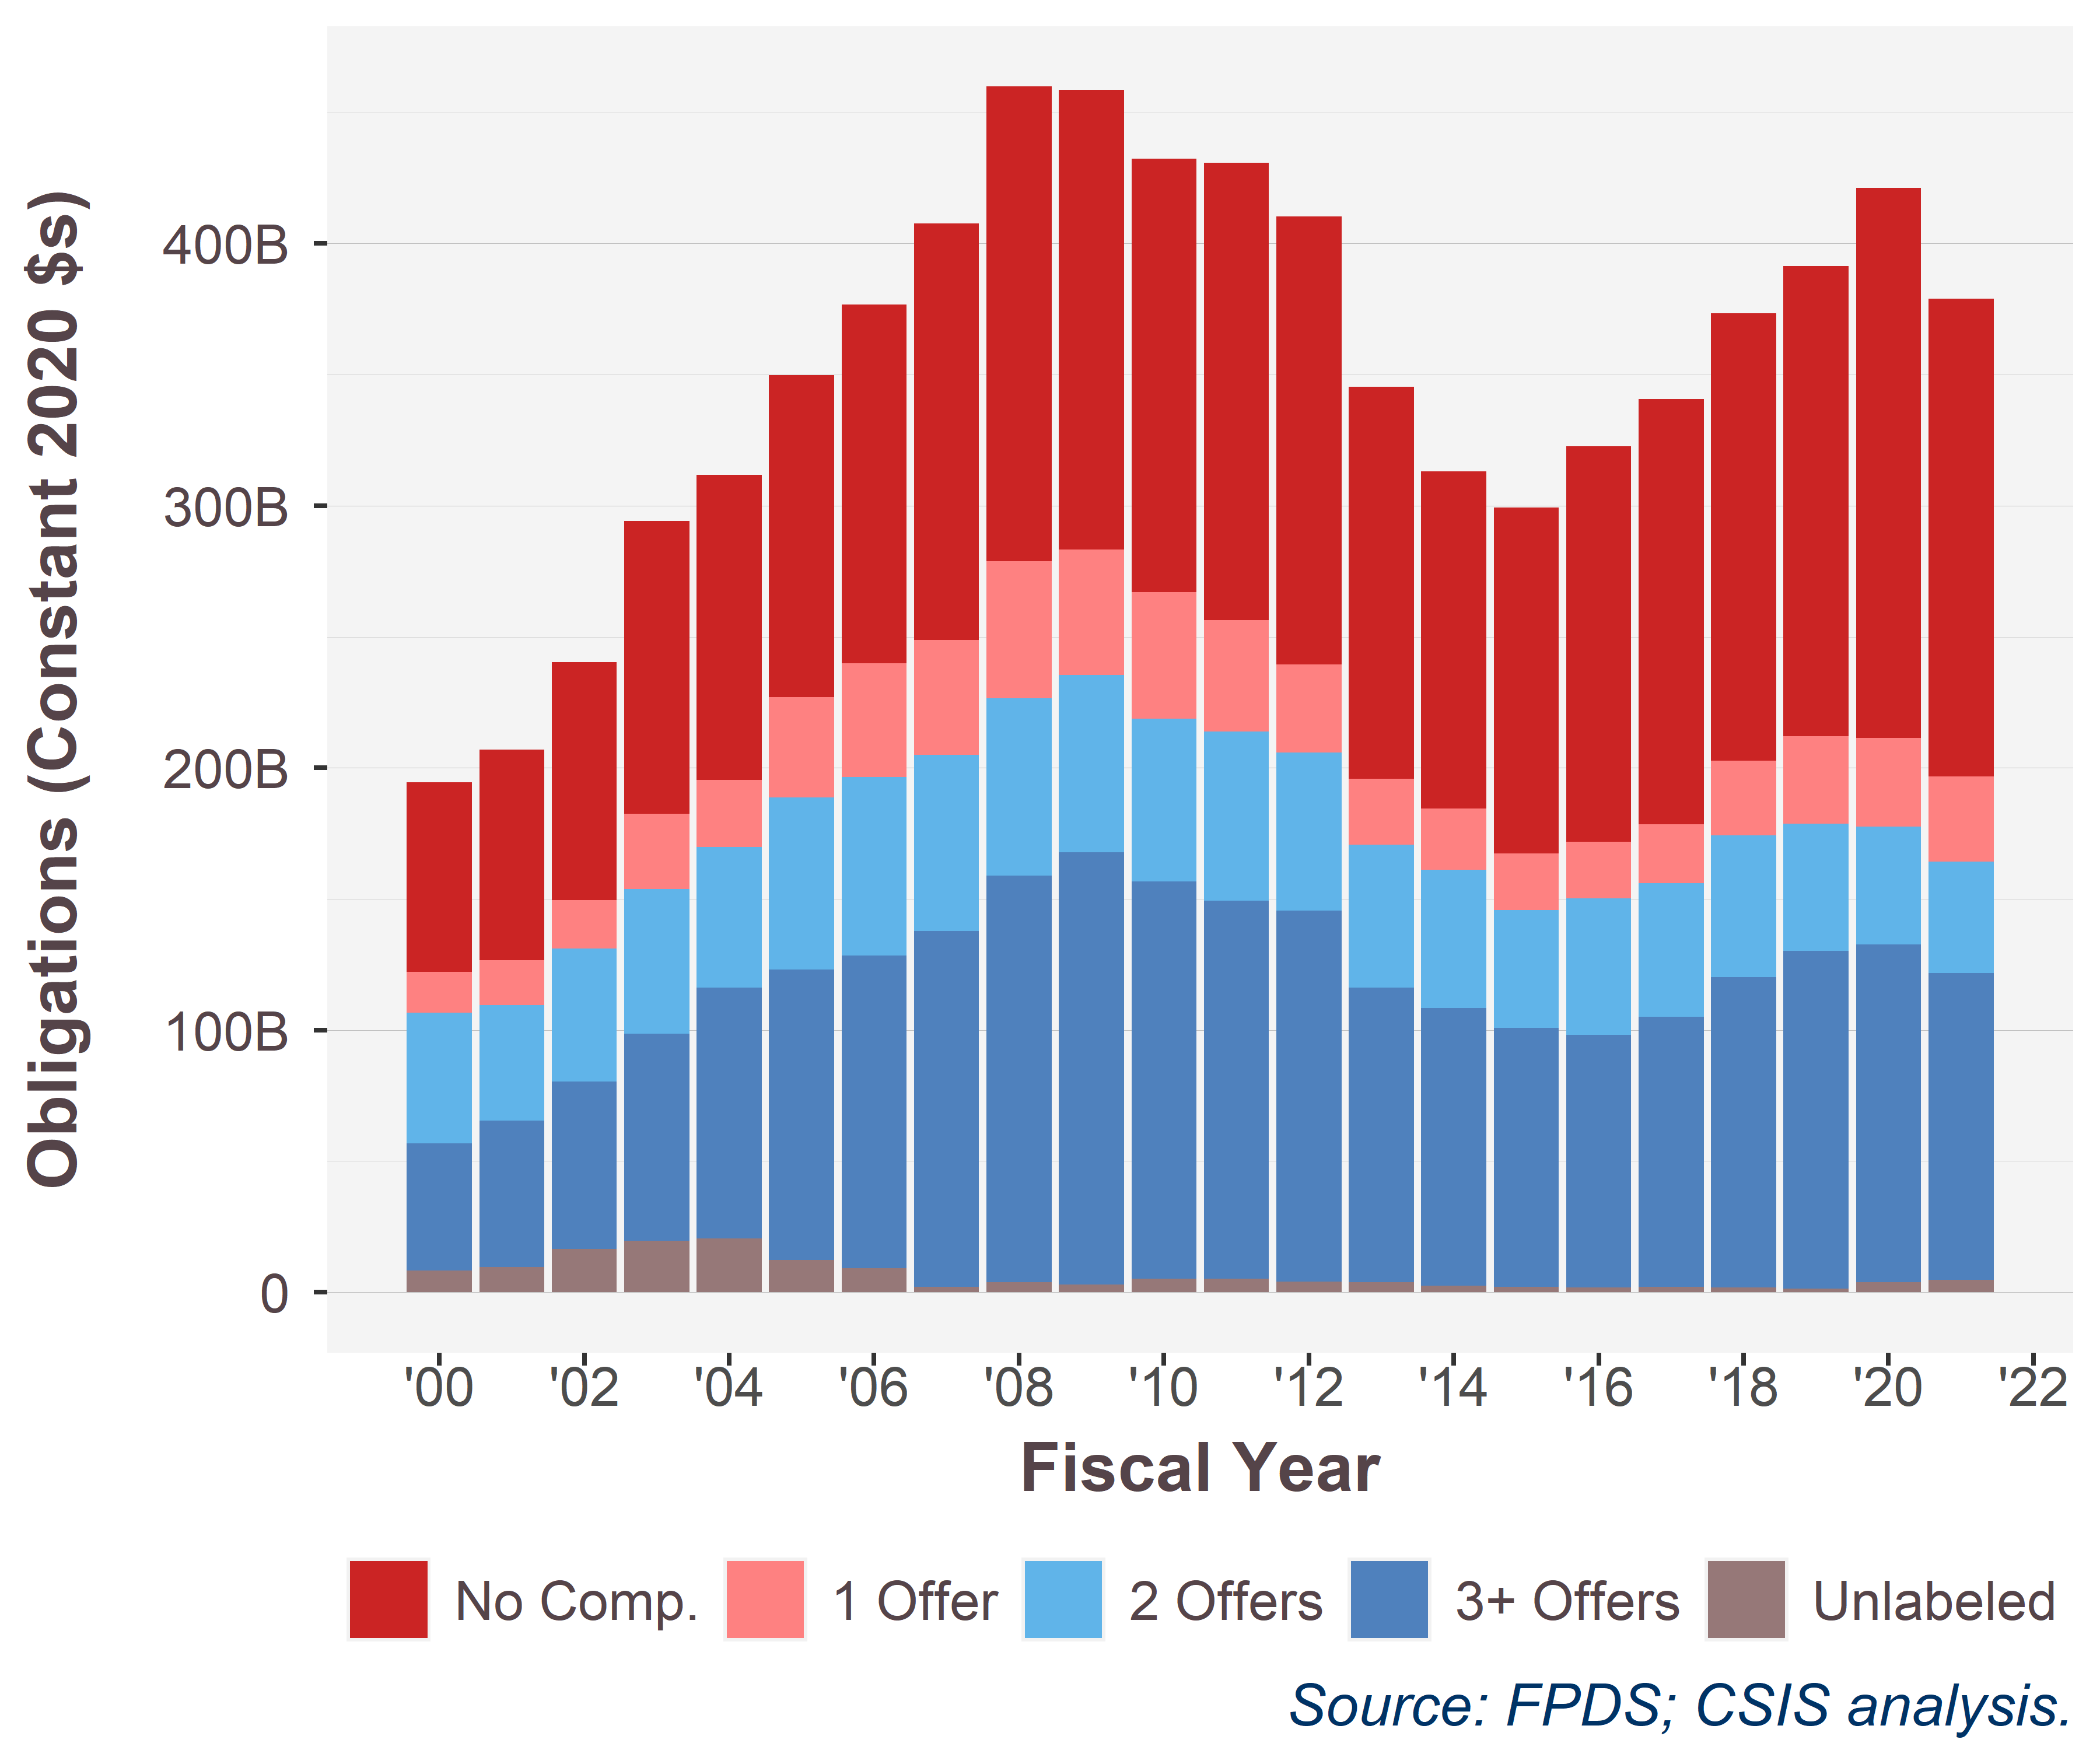 Obligations (Constant 2020 $s)
400B
300B
200B
100B
0
'00 '02 '04 '06 '08 '10 '12 '14 '16 '18 '20 '22
Fiscal Year
No Comp. 1 Offer 2 Offers 3+ Offers Unlabeled
Source: FPDS; CSIS analysis.